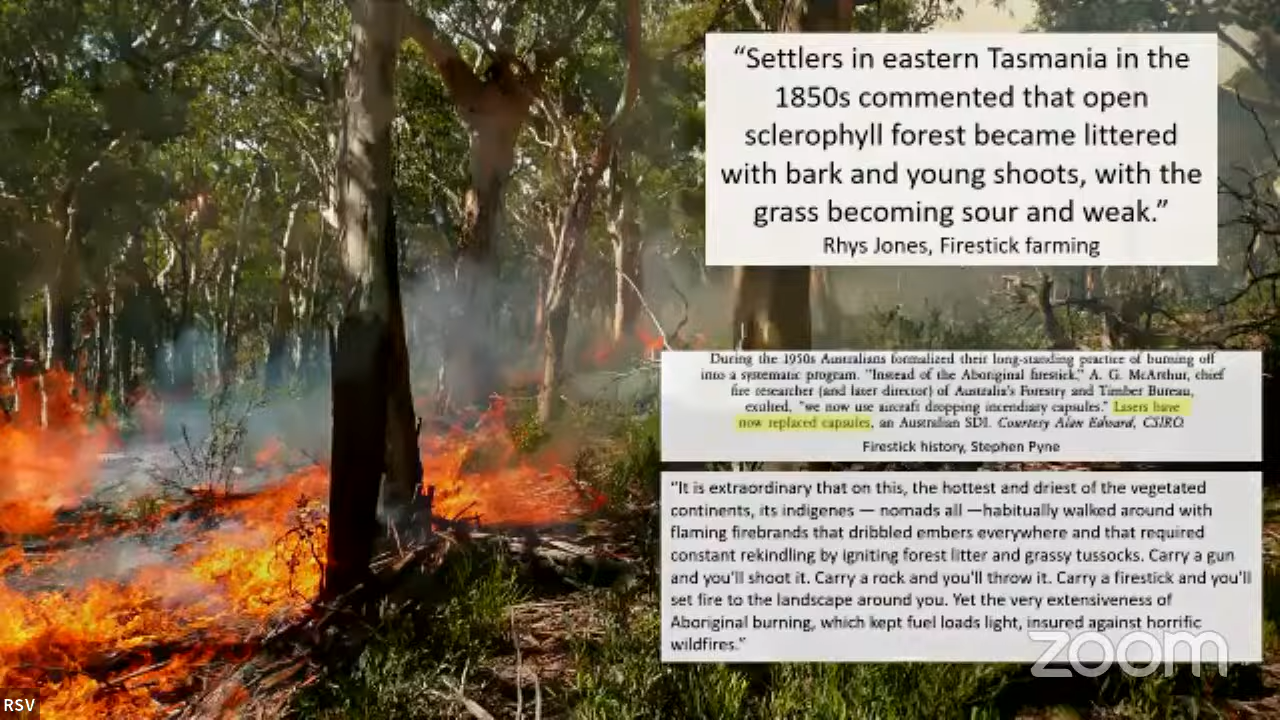 “Settlers in eastern Tasmania in the
1850s commented that open
sclerophyll forest became littered
with bark and young shoots, with the
grass becoming sour and weak.”
Rhys Jones, Firestick farming
During the 1950s Australians formalized their long-standing practice of burning off
into a systematic program. "Instead of the Aboriginal firestick," A. G. McArthur, chief
fire researcher (and later director) of Australia's Forestry and Timber Bureau,
exulted, "we now use aircraft dropping incendiary capsules." Lasers have
now replaced capsules, an Australian SDI. Courtesy Alan Edward, CSIRO.
Firestick history, Stephen Pyne
“It is extraordinary that on this, the hottest and driest of the vegetated
continents, its indigenes — nomads all —habitually walked around with
flaming firebrands that dribbled embers everywhere and that required
constant rekindling by igniting forest litter and grassy tussocks. Carry a gun
and you'll shoot it. Carry a rock and you'll throw it. Carry a firestick and you'll
set fire to the landscape around you. Yet the very extensiveness of
Aboriginal burning, which kept fuel loads light, insured against horrific
wildfires.”
zoom
RSV